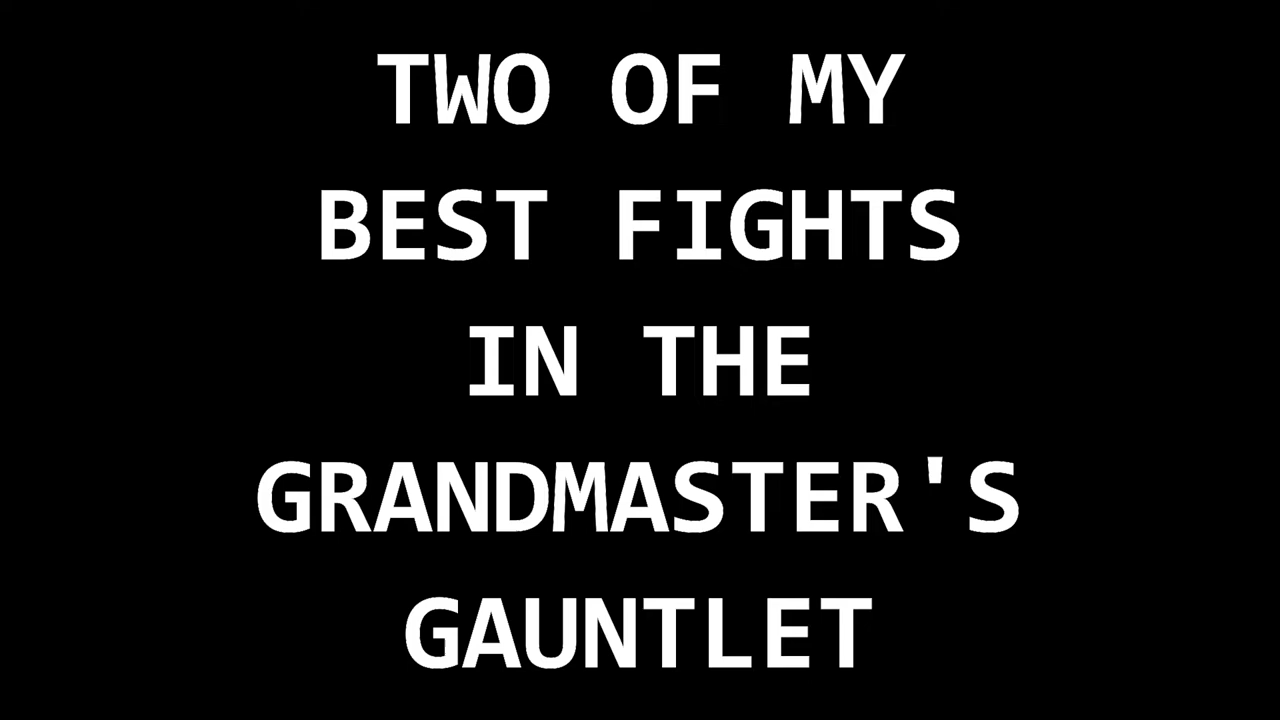 TWO OF MY
BEST FIGHTS
IN THE
GRANDMASTER'S
GAUNTLET